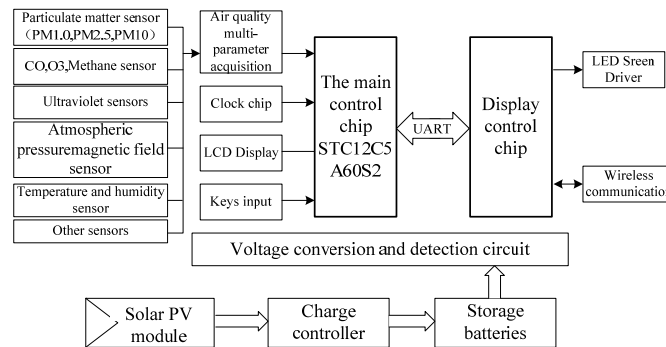 Particulate matter sensor
（PM1.0,PM2.5,PM10）
CO,O3,Methane sensor
Ultraviolet sensors
Atmospheric
pressuremagnetic field
sensor
Temperature and humidity
sensor
Other sensors
Air quality
multi-
parameter
acquisition
Clock chip
LCD Display
Keys input
The main
control
chip
STC12C5
A60S2
UART
Display
control
chip
LED Sreen
Driver
Wireless
communication
Voltage conversion and detection circuit
Solar PV
module
Charge
controller
Storage
batteries